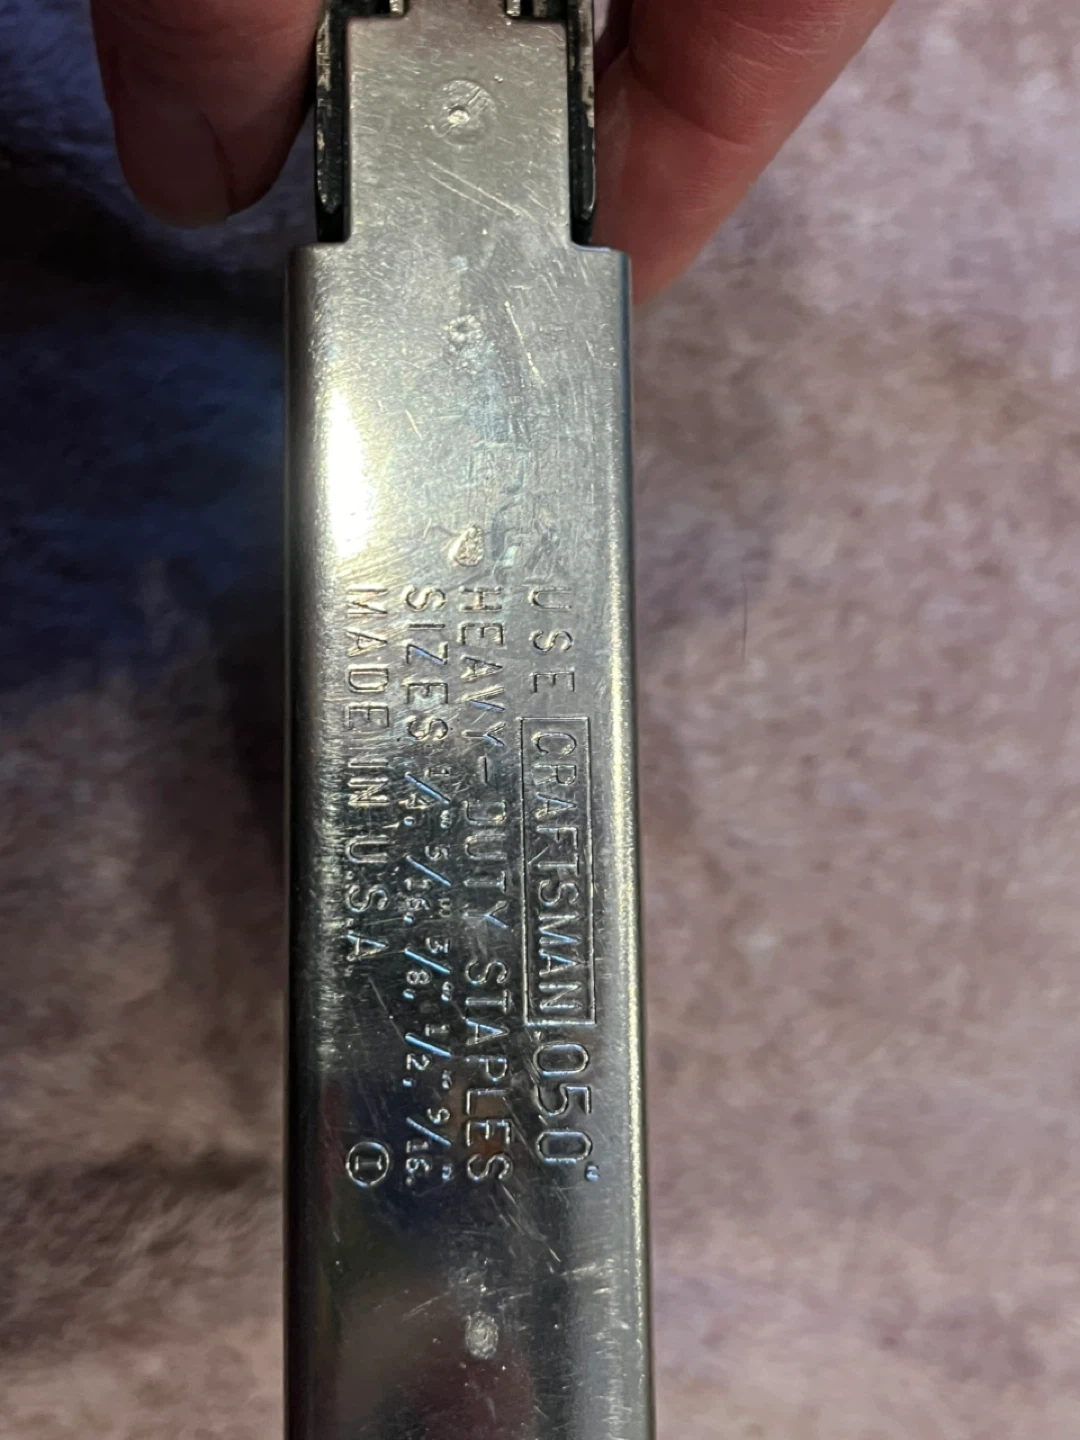 USE CRAFTSMAN .050"
HEAVY-DUTY STAPLES
SIZES 1/4," 5/16," 3/8," 1/2," 9/16."
MADE IN U.S.A. 1